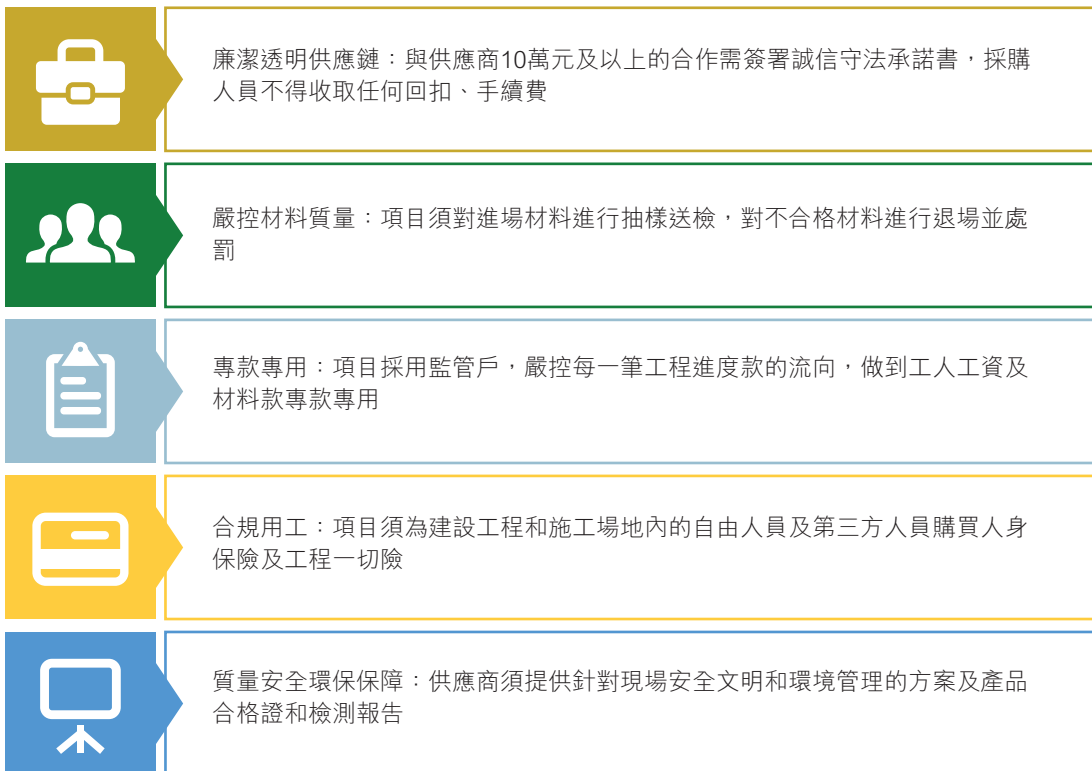 廉潔透明供應鏈：與供應商10萬元及以上的合作需簽署誠信守法承諾書，採購
人員不得收取任何回扣、手續費
嚴控材料質量：項目須對進場材料進行抽樣送檢，對不合格材料進行退場並處
罰
專款專用：項目採用監管戶，嚴控每一筆工程進度款的流向，做到工人工資及
材料款專款專用
合規用工：項目須為建設工程和施工場地內的自由人員及第三方人員購買人身
保險及工程一切險
質量安全環保保障：供應商須提供針對現場安全文明和環境管理的方案及產品
合格證和檢測報告